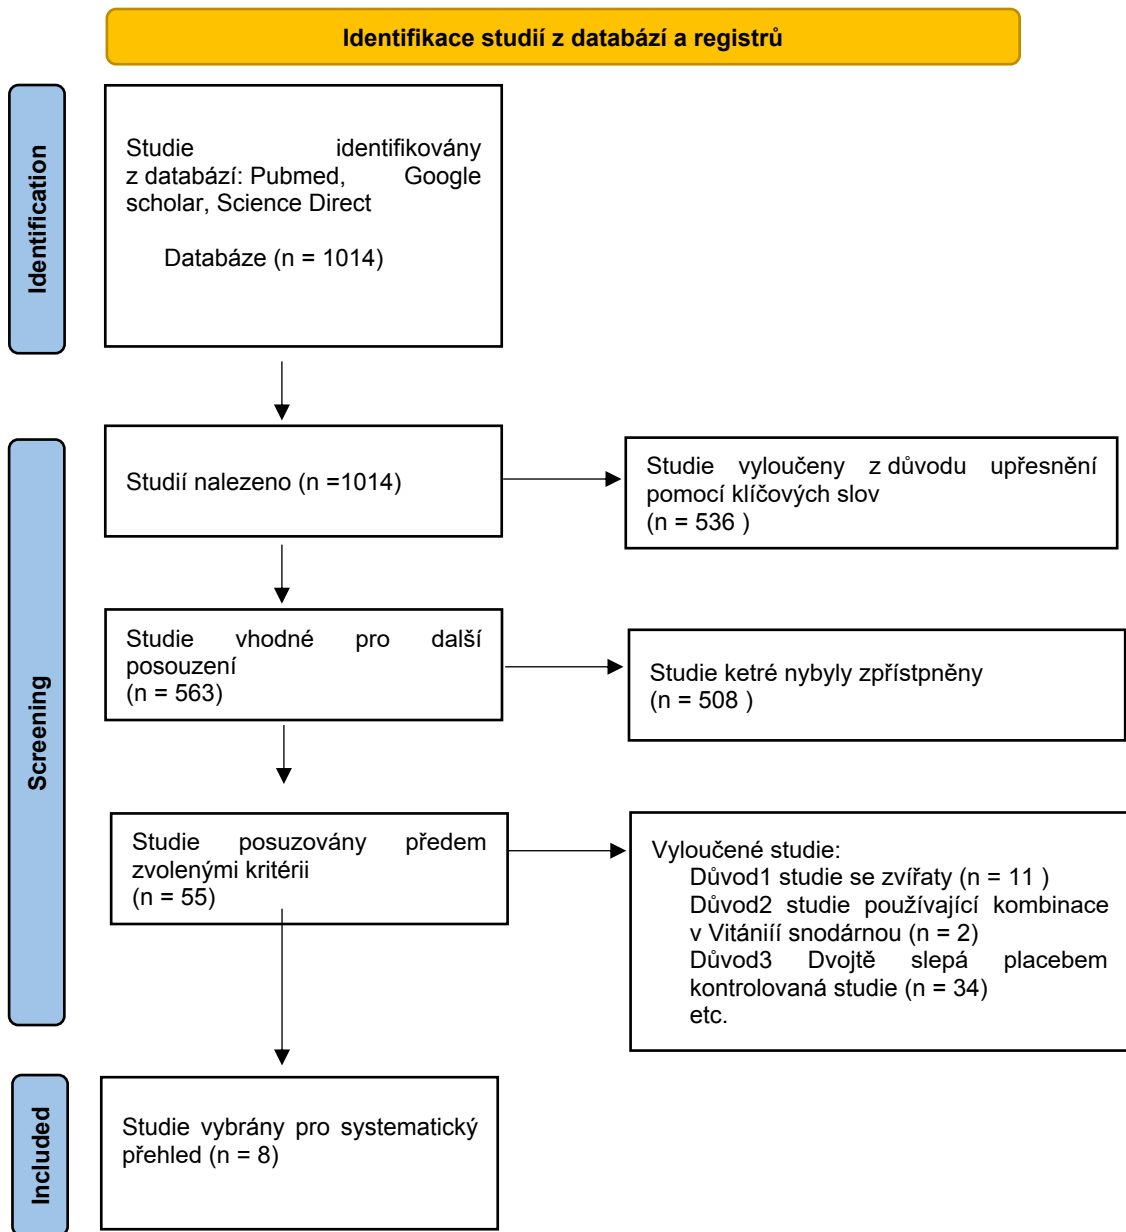 Identifikace studií z databází a registrů
Identification
Studie identifikovány
z databází: Pubmed, Google
scholar, Science Direct
Databáze (n = 1014)
Screening
Studií nalezeno (n =1014)
Studie vyloučeny z důvodu upřesnění
pomocí klíčových slov
(n = 536 )
Studie vhodné pro další
posouzení
(n = 563)
Studie ketré nybyly zpřístpněny
(n = 508 )
Studie posuzovány předem
zvolenými kritérii
(n = 55)
Vyloučené studie:
Důvod1 studie se zvířaty (n = 11 )
Důvod2 studie používající kombinace
v Vitániíí snodárnou (n = 2)
Důvod3 Dvojtě slepá placebem
kontrolovaná studie (n = 34)
etc.
Included
Studie vybrány pro systematický
přehled (n = 8)